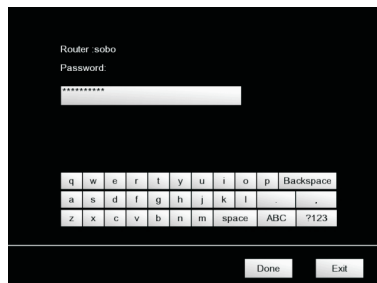 Router :sobo
Password:
**********
q w e r t y u i o p Backspace
a s d f g h j k l . ,
z x c v b n m space ABC ?123
Done Exit